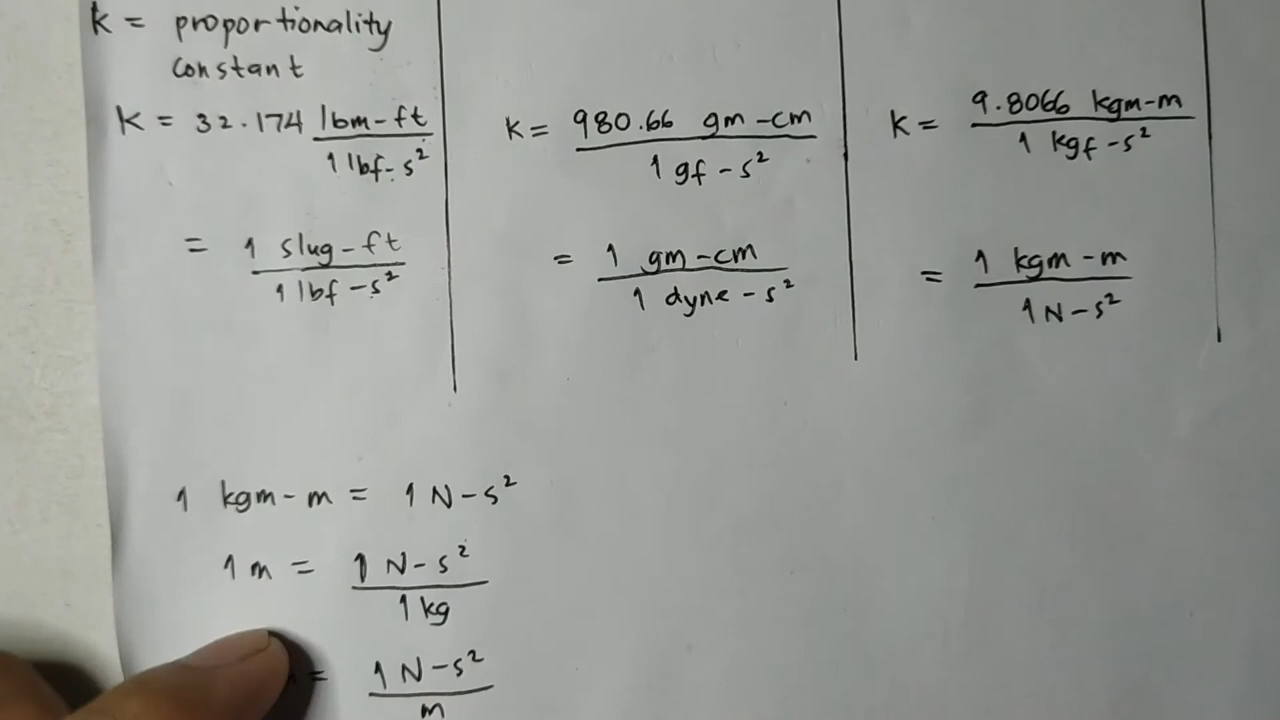 k = proportionality
constant
k = 32.174 lbm-ft / 1 lbf-s²
= 1 slug-ft / 1 lbf-s²
k = 980.66 gm-cm / 1 gf-s²
= 1 gm-cm / 1 dyne-s²
k = 9.8066 kgm-m / 1 kgf-s²
= 1 kgm-m / 1 N-s²
1 kgm-m = 1 N-s²
1 m = 1 N-s² / 1 kg
= 1 N-s² / m